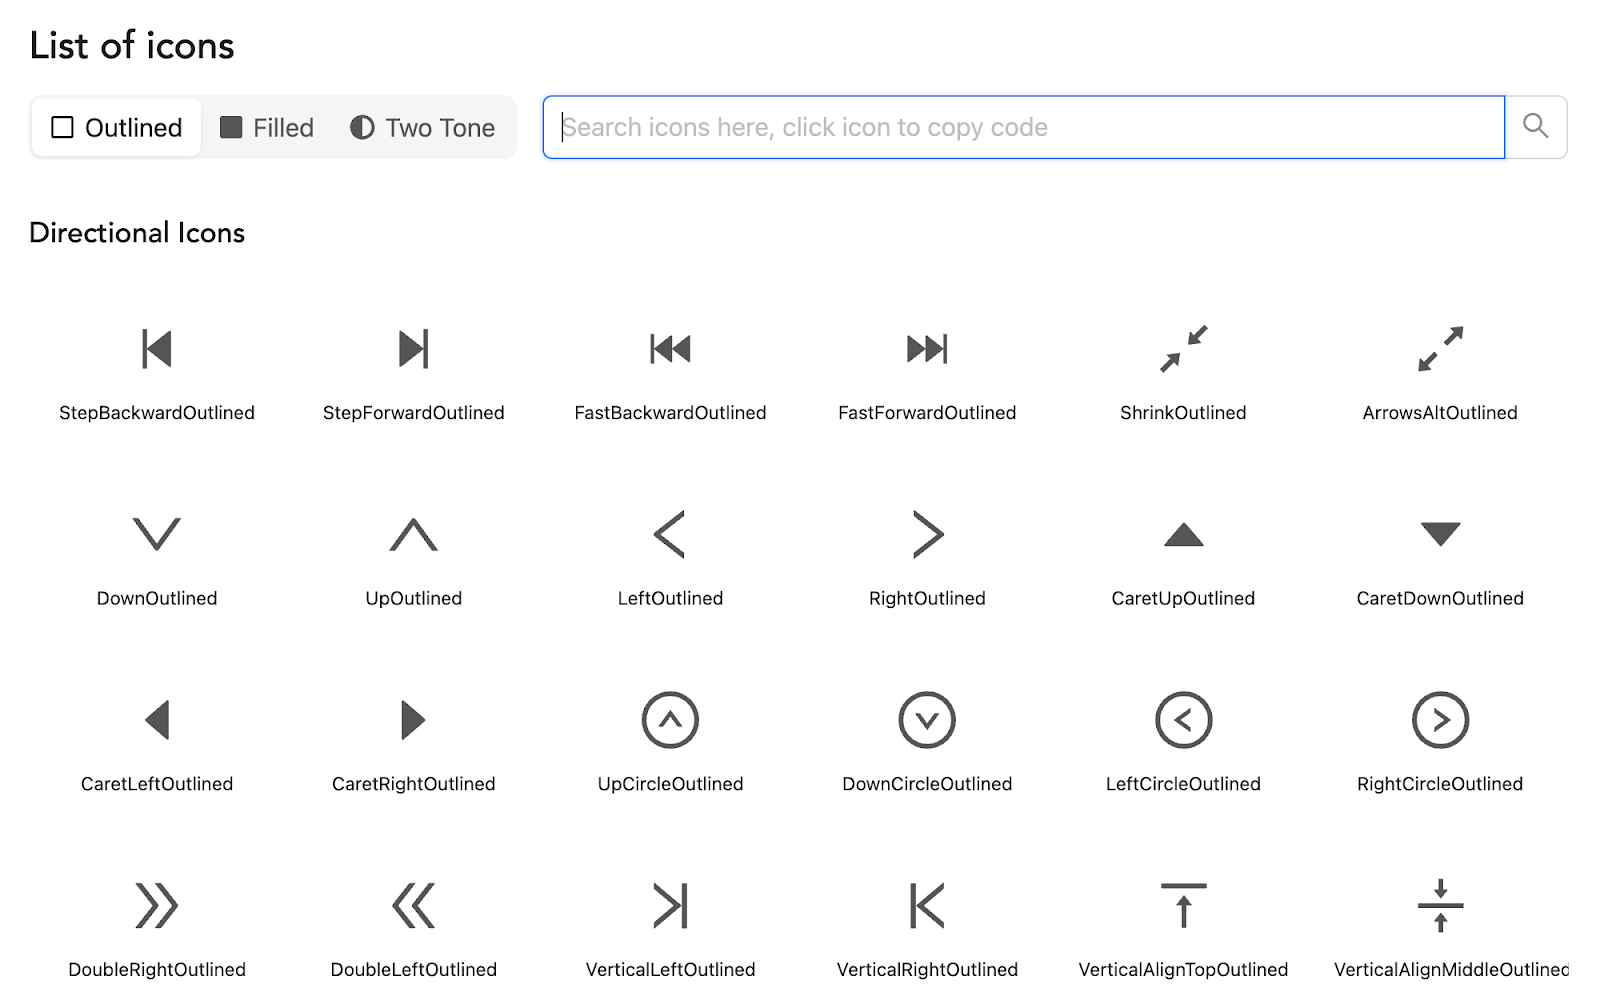 List of icons
Outlined Filled Two Tone Search icons here, click icon to copy code
Directional Icons
StepBackwardOutlined StepForwardOutlined FastBackwardOutlined FastForwardOutlined ShrinkOutlined ArrowsAltOutlined
DownOutlined UpOutlined LeftOutlined RightOutlined CaretUpOutlined CaretDownOutlined
CaretLeftOutlined CaretRightOutlined UpCircleOutlined DownCircleOutlined LeftCircleOutlined RightCircleOutlined
DoubleRightOutlined DoubleLeftOutlined VerticalLeftOutlined VerticalRightOutlined VerticalAlignTopOutlined VerticalAlignMiddleOutlined